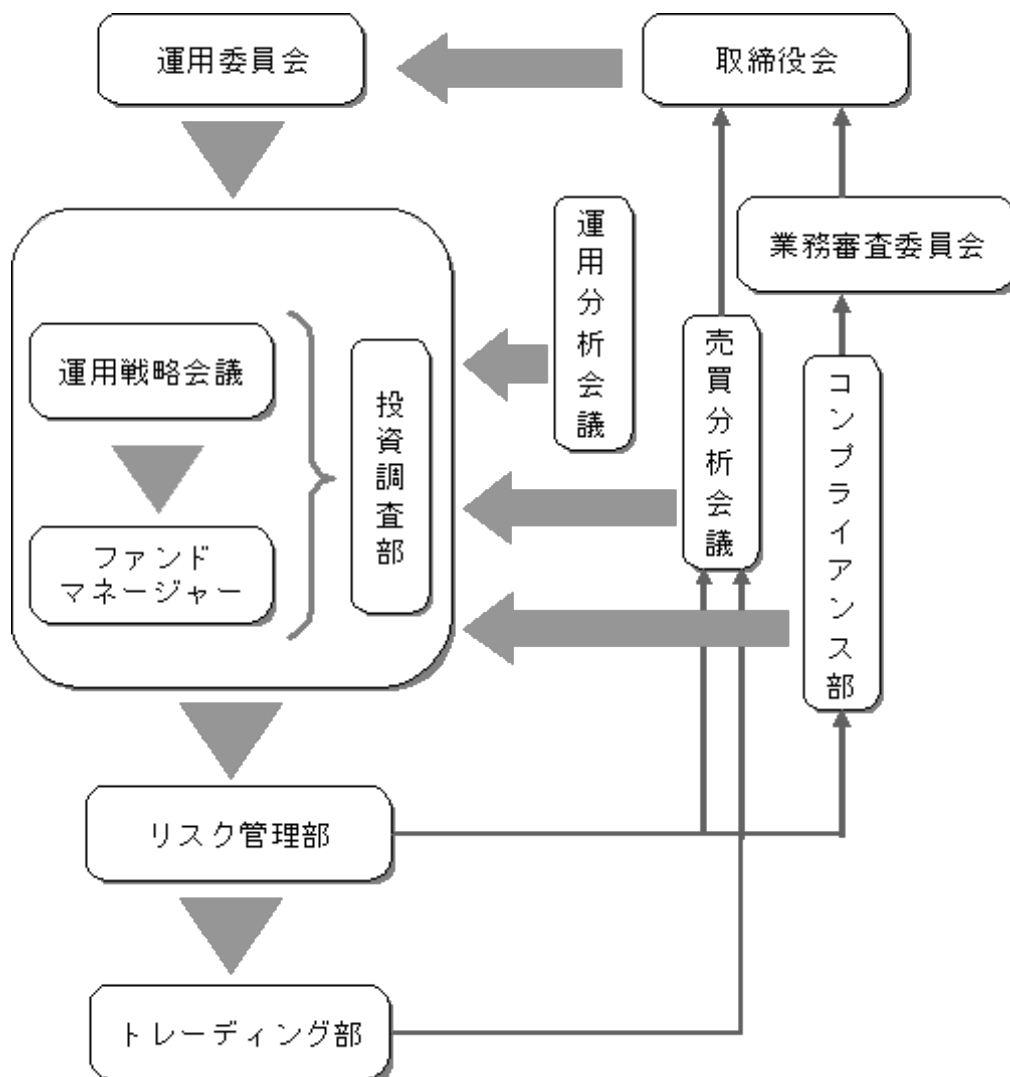 運用委員会
取締役会
運用分析会議
業務審査委員会
売買分析会議
コンプライアンス部
運用戦略会議
投資調査部
ファンド
マネージャー
リスク管理部
トレーディング部